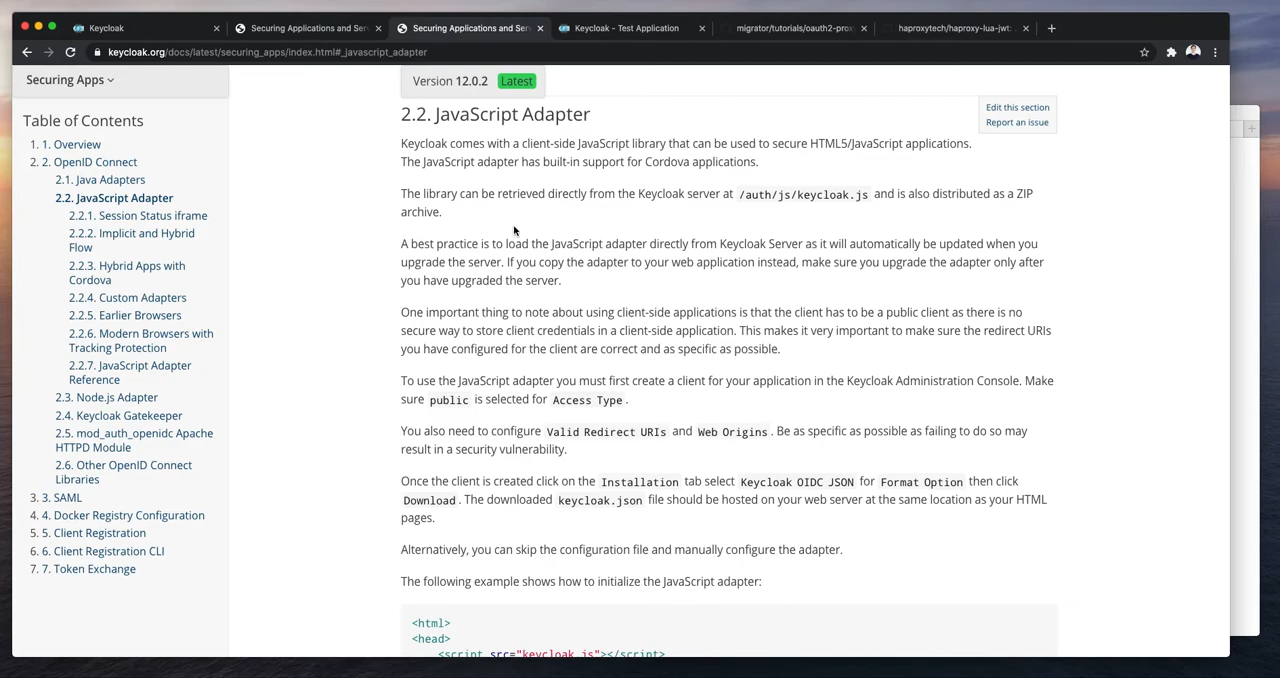 Keycloak
Securing Applications and Ser
Securing Applications and Ser
Keycloak - Test Application
migrator/tutorials/oauth2-prox
haproxytech/haproxy-lua-jwt:
keycloak.org/docs/latest/securing_apps/index.html#_javascript_adapter
Securing Apps
Table of Contents
1. 1. Overview
2. 2. OpenID Connect
2.1. Java Adapters
2.2. JavaScript Adapter
2.2.1. Session Status iframe
2.2.2. Implicit and Hybrid
Flow
2.2.3. Hybrid Apps with
Cordova
2.2.4. Custom Adapters
2.2.5. Earlier Browsers
2.2.6. Modern Browsers with
Tracking Protection
2.2.7. JavaScript Adapter
Reference
2.3. Node.js Adapter
2.4. Keycloak Gatekeeper
2.5. mod_auth_openidc Apache
HTTPD Module
2.6. Other OpenID Connect
Libraries
3. 3. SAML
4. 4. Docker Registry Configuration
5. 5. Client Registration
6. 6. Client Registration CLI
7. 7. Token Exchange
Version 12.0.2 Latest
Edit this section
Report an issue
2.2. JavaScript Adapter
Keycloak comes with a client-side JavaScript library that can be used to secure HTML5/JavaScript applications.
The JavaScript adapter has built-in support for Cordova applications.
The library can be retrieved directly from the Keycloak server at /auth/js/keycloak.js and is also distributed as a ZIP
archive.
A best practice is to load the JavaScript adapter directly from Keycloak Server as it will automatically be updated when you
upgrade the server. If you copy the adapter to your web application instead, make sure you upgrade the adapter only after
you have upgraded the server.
One important thing to note about using client-side applications is that the client has to be a public client as there is no
secure way to store client credentials in a client-side application. This makes it very important to make sure the redirect URIs
you have configured for the client are correct and as specific as possible.
To use the JavaScript adapter you must first create a client for your application in the Keycloak Administration Console. Make
sure public is selected for Access Type.
You also need to configure Valid Redirect URIs and Web Origins. Be as specific as possible as failing to do so may
result in a security vulnerability.
Once the client is created click on the Installation tab select Keycloak OIDC JSON for Format Option then click
Download. The downloaded keycloak.json file should be hosted on your web server at the same location as your HTML
pages.
Alternatively, you can skip the configuration file and manually configure the adapter.
The following example shows how to initialize the JavaScript adapter:
<html>
<head>
<script src="keycloak.js"></script>